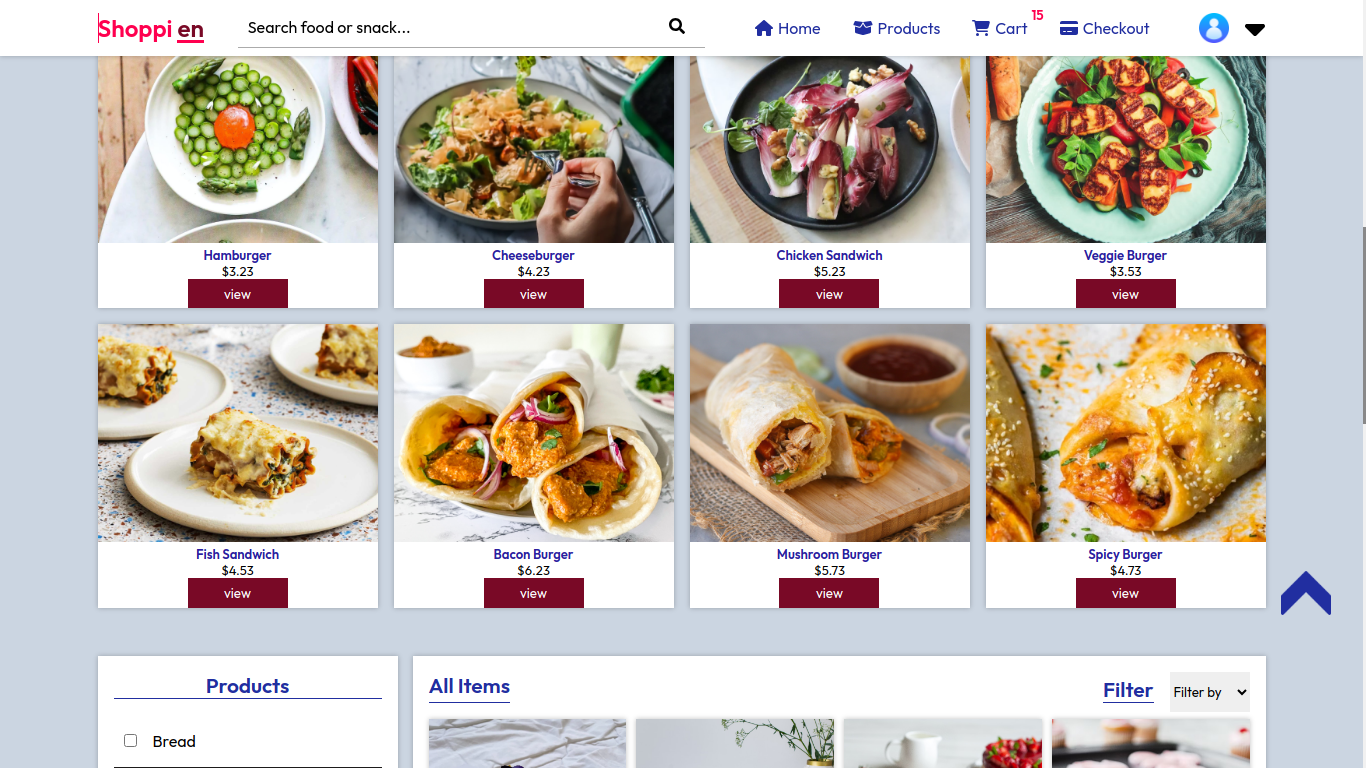 Shoppi en
Search food or snack...
Home
Products
Cart
15
Checkout
Hamburger
$3.23
view
Cheeseburger
$4.23
view
Chicken Sandwich
$5.23
view
Veggie Burger
$3.53
view
Fish Sandwich
$4.53
view
Bacon Burger
$6.23
view
Mushroom Burger
$5.73
view
Spicy Burger
$4.73
view
Products
Bread
All Items
Filter
Filter by